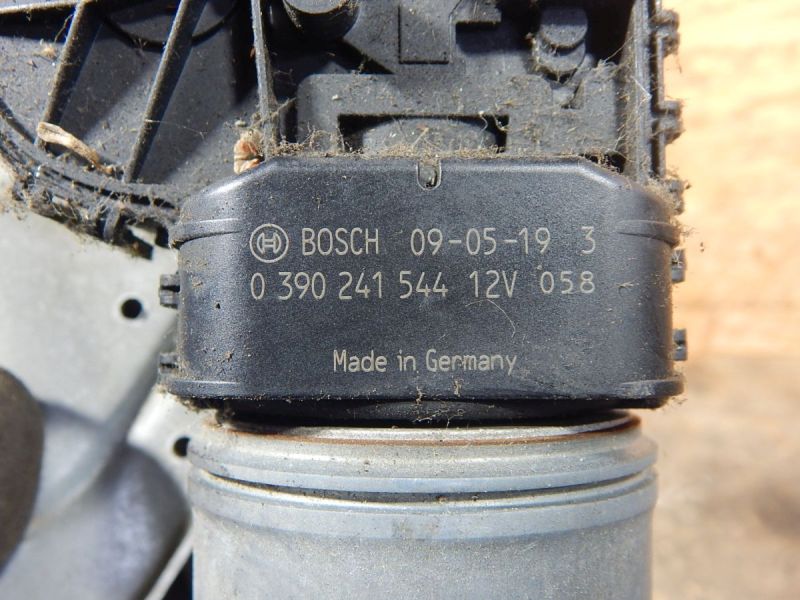 BOSCH 09-05-19 3
0 390 241 544 12V 058
Made in Germany